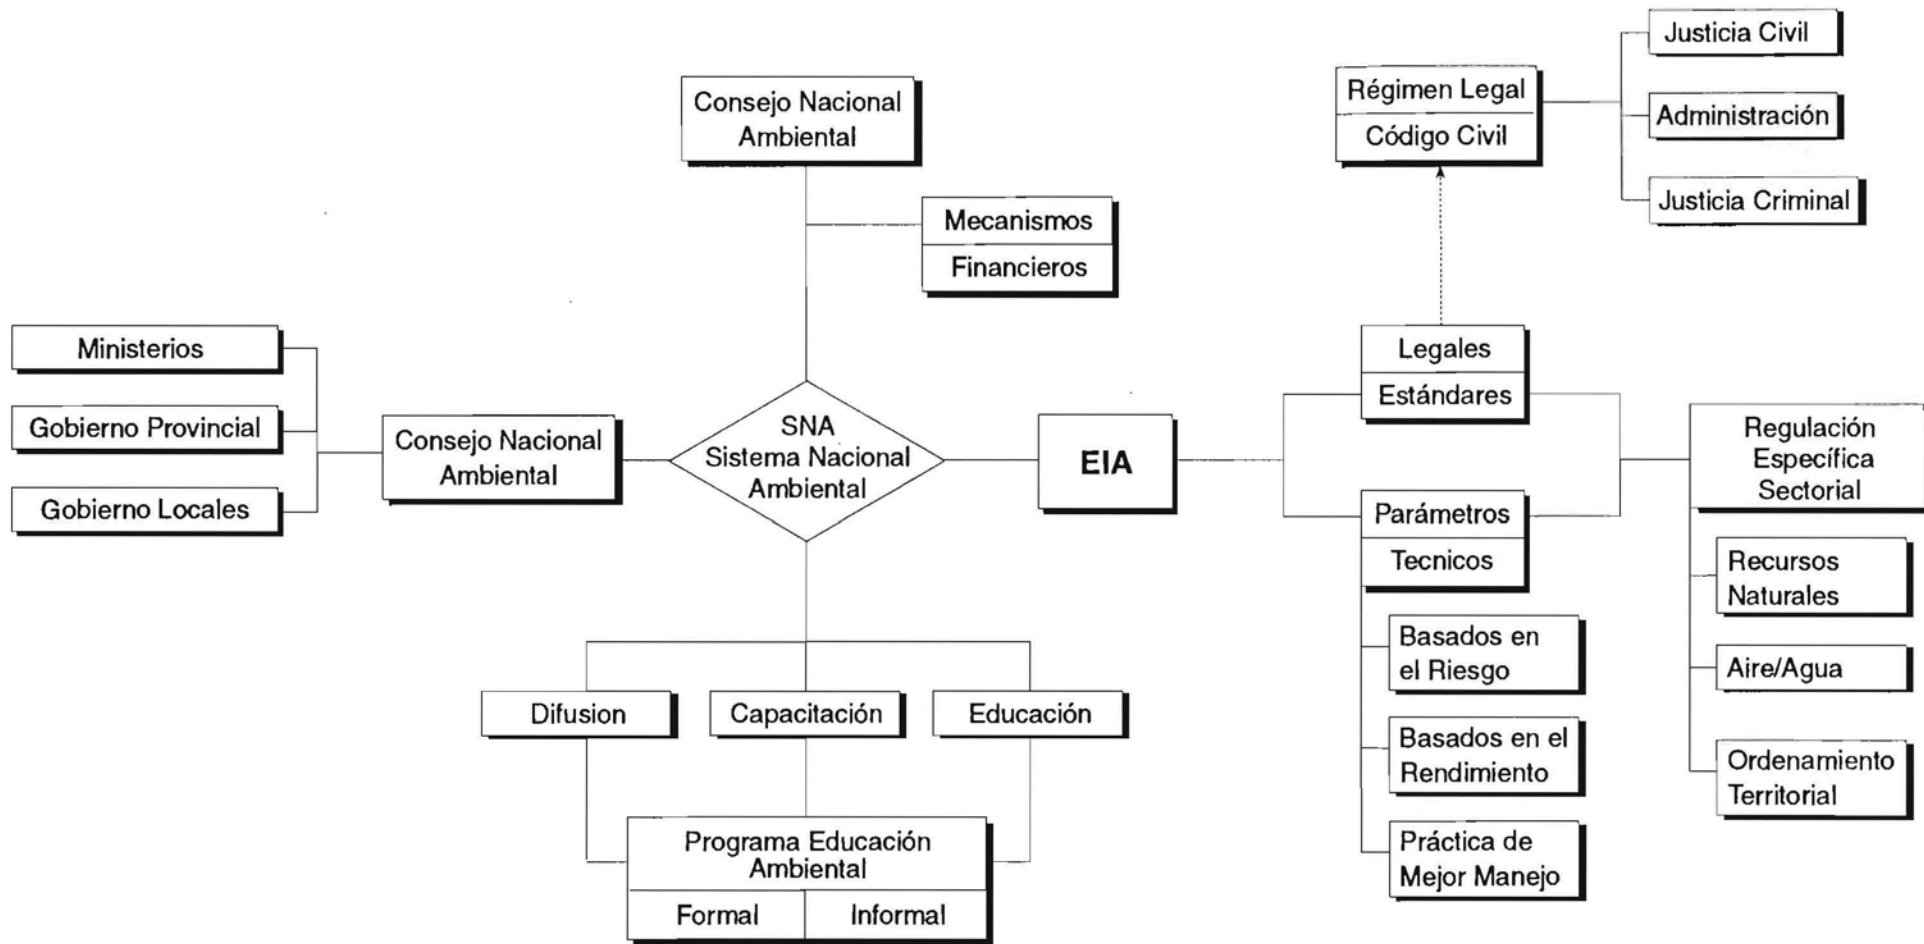 Consejo Nacional
Ambiental
Mecanismos
Financieros
Ministerios
Gobierno Provincial
Gobierno Locales
Consejo Nacional
Ambiental
SNA
Sistema Nacional
Ambiental
EIA
Difusion
Capacitación
Educación
Programa Educación
Ambiental
Formal
Informal
Régimen Legal
Código Civil
Justicia Civil
Administración
Justicia Criminal
Legales
Estándares
Parámetros
Tecnicos
Basados en
el Riesgo
Basados en el
Rendimiento
Práctica de
Mejor Manejo
Regulación
Específica
Sectorial
Recursos
Naturales
Aire/Agua
Ordenamiento
Territorial